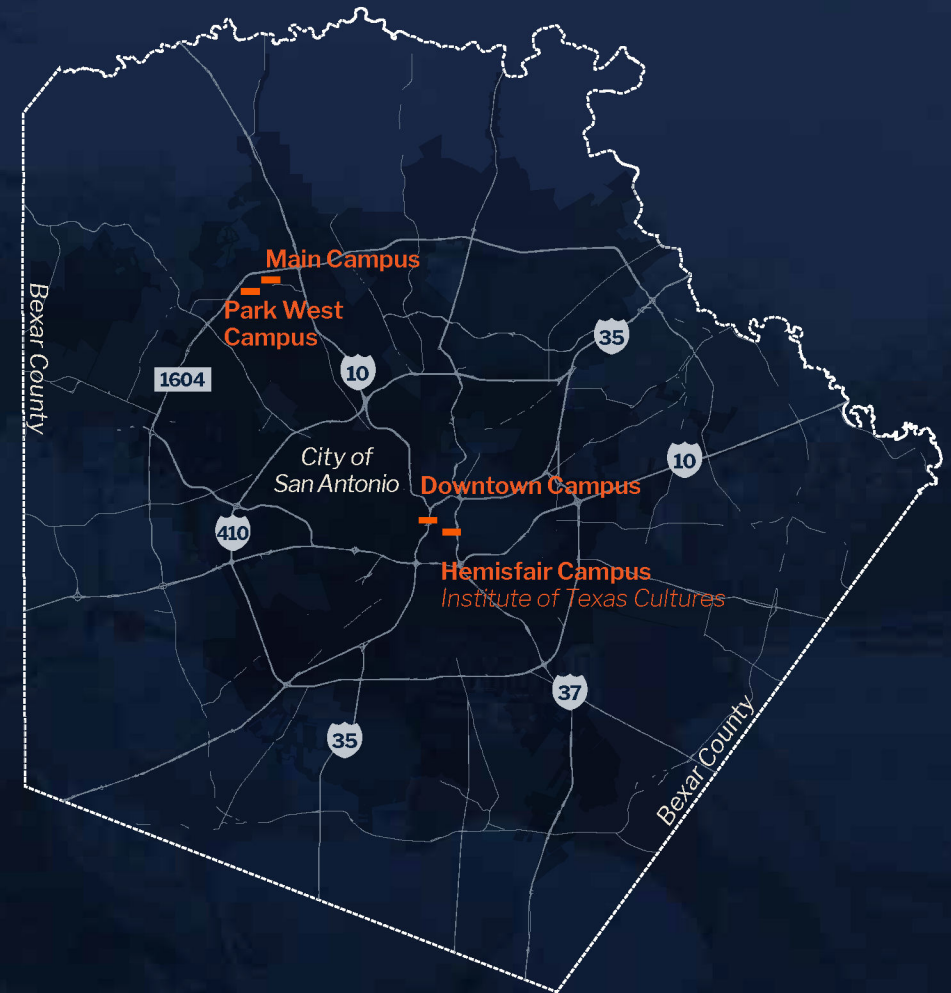 Main Campus
Bexar County
Park West
Campus
35
10
1604
City of
San Antonio
10
Downtown Campus
410
Hemisfair Campus
Institute of Texas Cultures
37
Bexar County
35